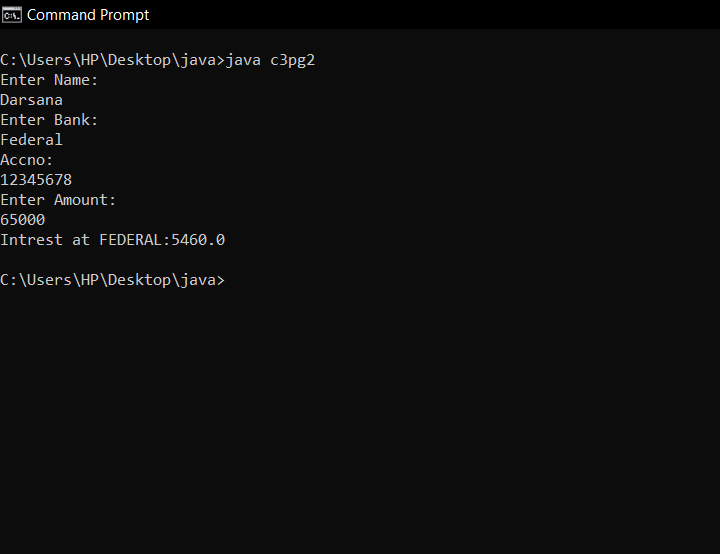 Command Prompt
C:\Users\HP\Desktop\java>java c3pg2
Enter Name:
Darsana
Enter Bank:
Federal
Accno:
12345678
Enter Amount:
65000
Intrest at FEDERAL:5460.0
C:\Users\HP\Desktop\java>